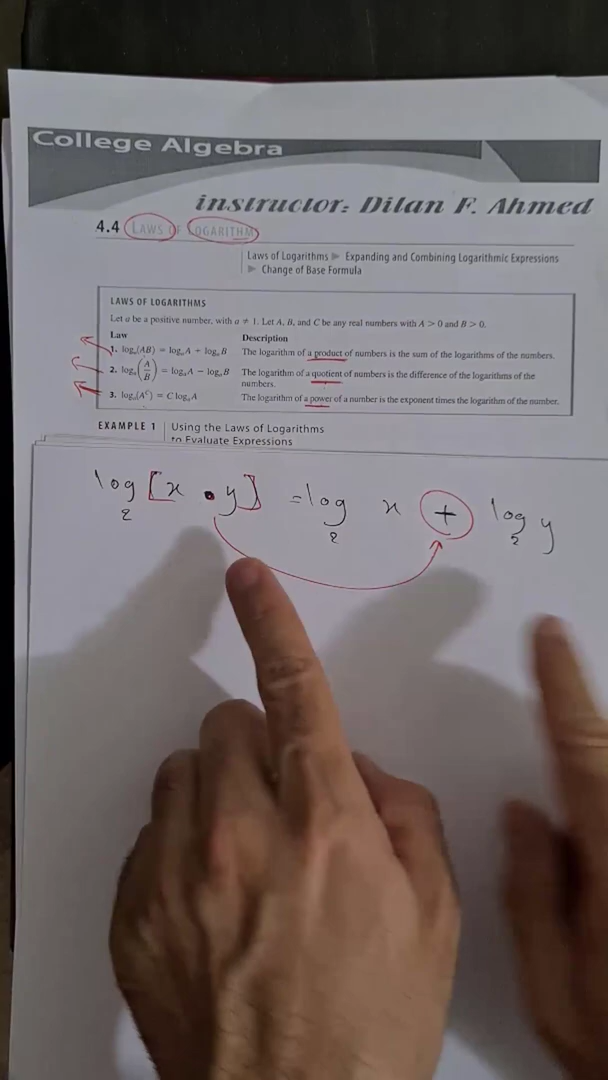 College Algebra
instructor: Dilan F. Ahmed
4.4 LAWS OF LOGARITHMS
Laws of Logarithms ► Expanding and Combining Logarithmic Expressions
► Change of Base Formula
LAWS OF LOGARITHMS
Let a be a positive number, with a ≠ 1. Let A, B, and C be any real numbers with A > 0 and B > 0.
Law Description
1. logₐ(AB) = logₐA + logₐB The logarithm of a product of numbers is the sum of the logarithms of the numbers.
2. logₐ(A/B) = logₐA − logₐB The logarithm of a quotient of numbers is the difference of the logarithms of the
numbers.
3. logₐ(Aᶜ) = C logₐA The logarithm of a power of a number is the exponent times the logarithm of the number.
EXAMPLE 1 Using the Laws of Logarithms
to Evaluate Expressions
log₂[x • y] = log₂ x + log₂ y